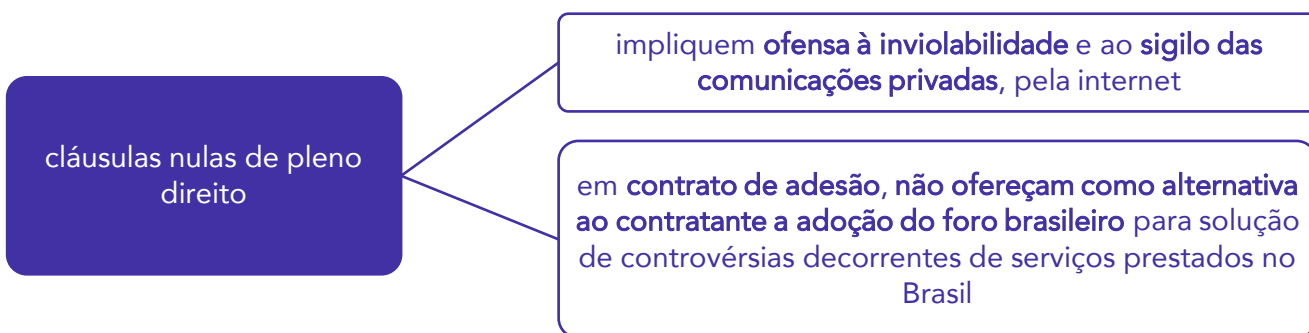 cláusulas nulas de pleno
direito
impliquem ofensa à inviolabilidade e ao sigilo das
comunicações privadas, pela internet
em contrato de adesão, não ofereçam como alternativa
ao contratante a adoção do foro brasileiro para solução
de controvérsias decorrentes de serviços prestados no
Brasil